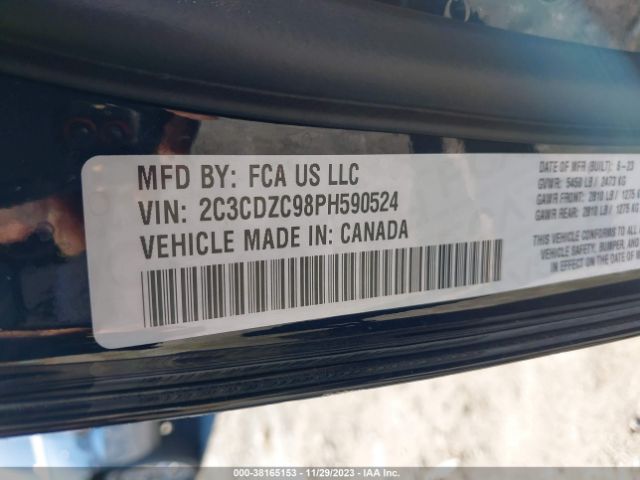 MFD BY: FCA US LLC
VIN: 2C3CDZC98PH590524
VEHICLE MADE IN: CANADA
DATE OF MFR (BUILT): 6-23
GVWR: 5450 LB / 2473 KG
GAWR FRONT: 2810 LB / 1275 KG
GAWR REAR: 2810 LB / 1275 KG
THIS VEHICLE CONFORMS TO ALL
SAFETY, BUMPER, AND
IN EFFECT ON THE DATE OF
000-38165153 — 11/29/2023 — IAA Inc.